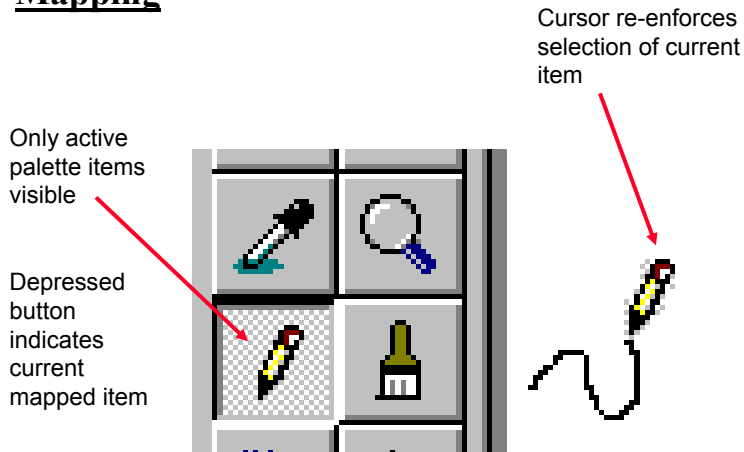 Mapping
Cursor re-enforces
selection of current
item
Only active
palette items
visible
Depressed
button
indicates
current
mapped item